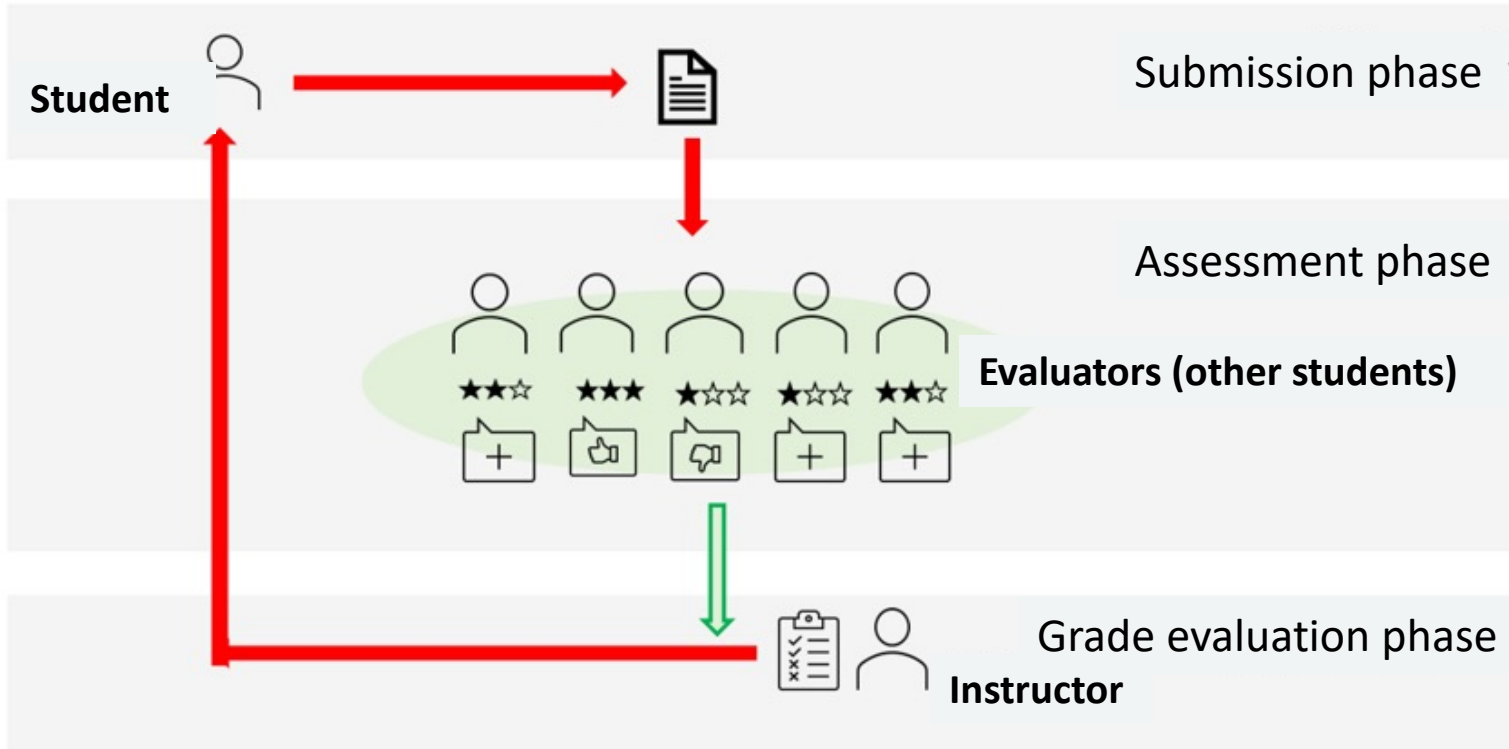 Student
Submission phase
Assessment phase
Evaluators (other students)
Grade evaluation phase
Instructor